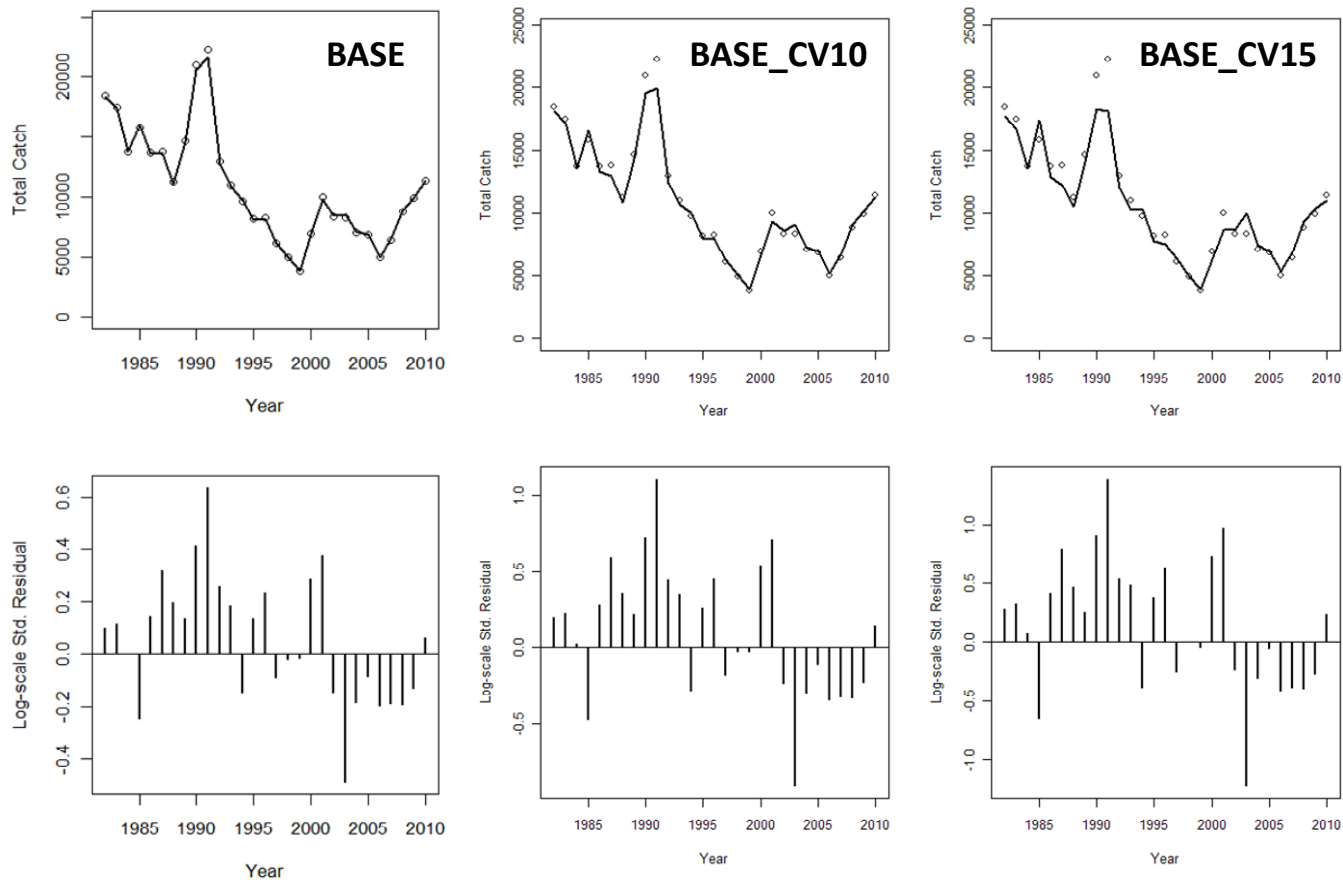 BASE
Total Catch
20000
15000
10000
5000
0
1985 1990 1995 2000 2005 2010
Year
BASE_CV10
Total Catch
25000
20000
15000
10000
5000
0
1985 1990 1995 2000 2005 2010
Year
BASE_CV15
Total Catch
25000
20000
15000
10000
5000
0
1985 1990 1995 2000 2005 2010
Year
Log-scale Std. Residual
0.6
0.4
0.2
0.0
-0.2
-0.4
1985 1990 1995 2000 2005 2010
Year
Log-scale Std. Residual
1.0
0.5
0.0
-0.5
1985 1990 1995 2000 2005 2010
Year
Log-scale Std. Residual
1.0
0.5
0.0
-0.5
-1.0
1985 1990 1995 2000 2005 2010
Year